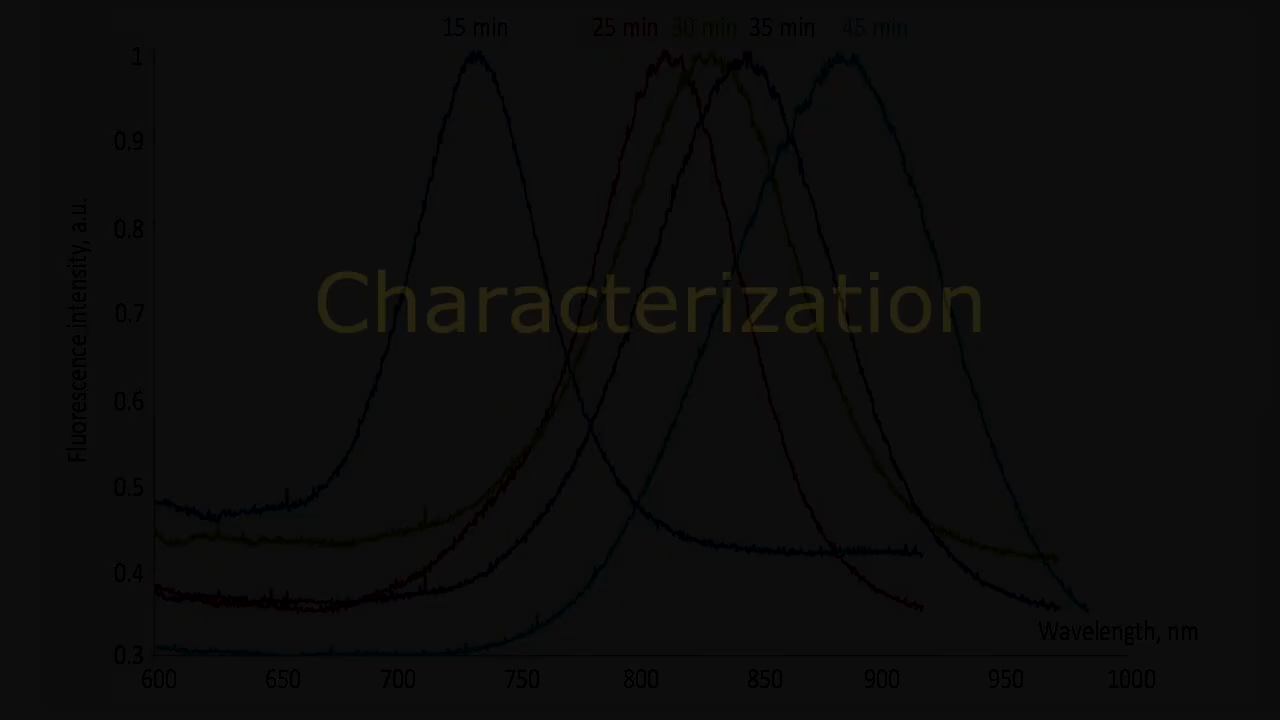 15 min 25 min 30 min 35 min 45 min
1
0,9
0.8
0.7
0.6
0.5
0.4
0.3
Fluorescence intensity, a.u.
Characterization
Wavelength, nm
600 650 700 750 800 850 900 950 1000